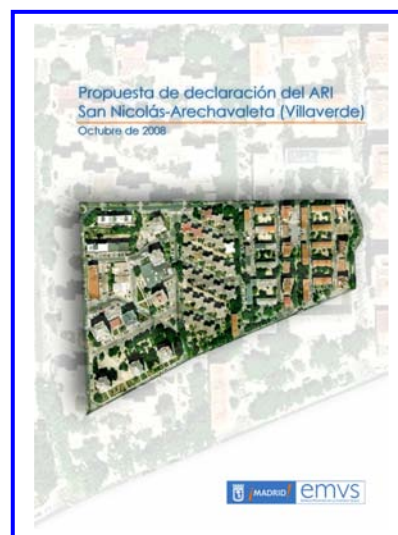 Propuesta de declaración del ARI
San Nicolás-Arechavaleta (Villaverde)
Octubre de 2008
¡MADRID!
emvs